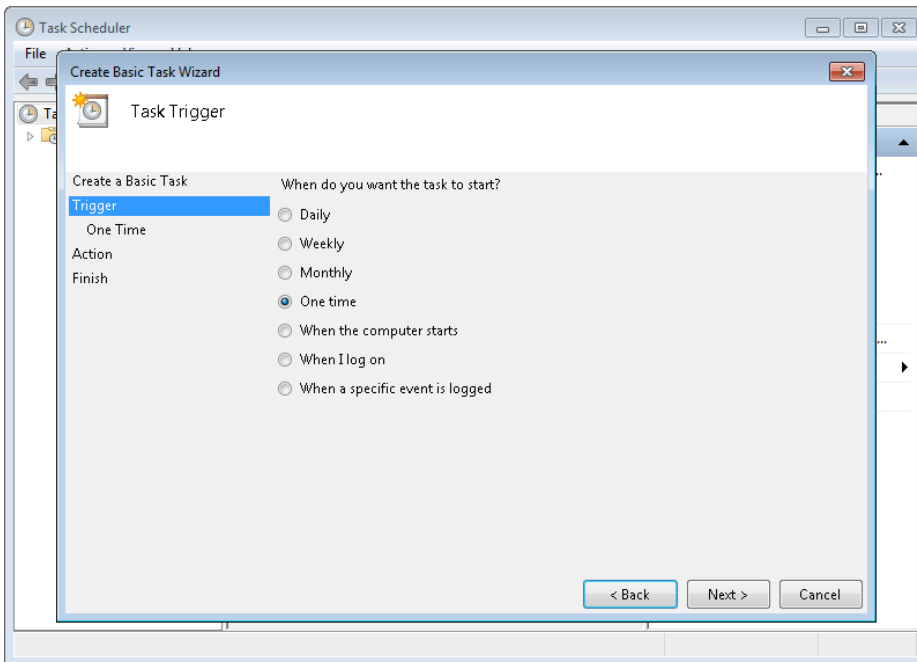 Task Scheduler
File
Create Basic Task Wizard
Task Trigger
Create a Basic Task
Trigger
One Time
Action
Finish
When do you want the task to start?
Daily
Weekly
Monthly
One time
When the computer starts
When I log on
When a specific event is logged
< Back Next > Cancel